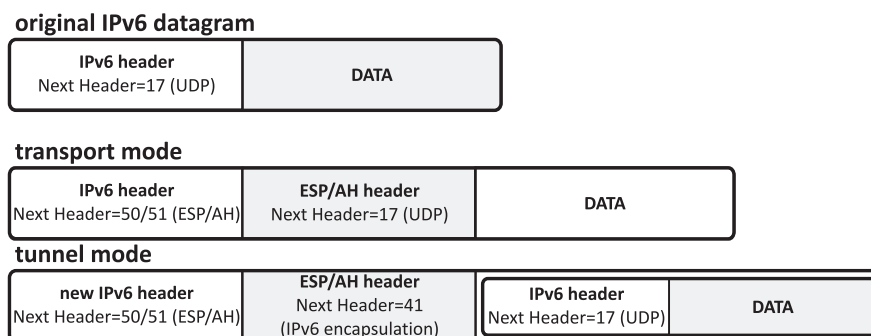 original IPv6 datagram
IPv6 header
Next Header=17 (UDP)
DATA
transport mode
IPv6 header
Next Header=50/51 (ESP/AH)
ESP/AH header
Next Header=17 (UDP)
DATA
tunnel mode
new IPv6 header
Next Header=50/51 (ESP/AH)
ESP/AH header
Next Header=41
(IPv6 encapsulation)
IPv6 header
Next Header=17 (UDP)
DATA